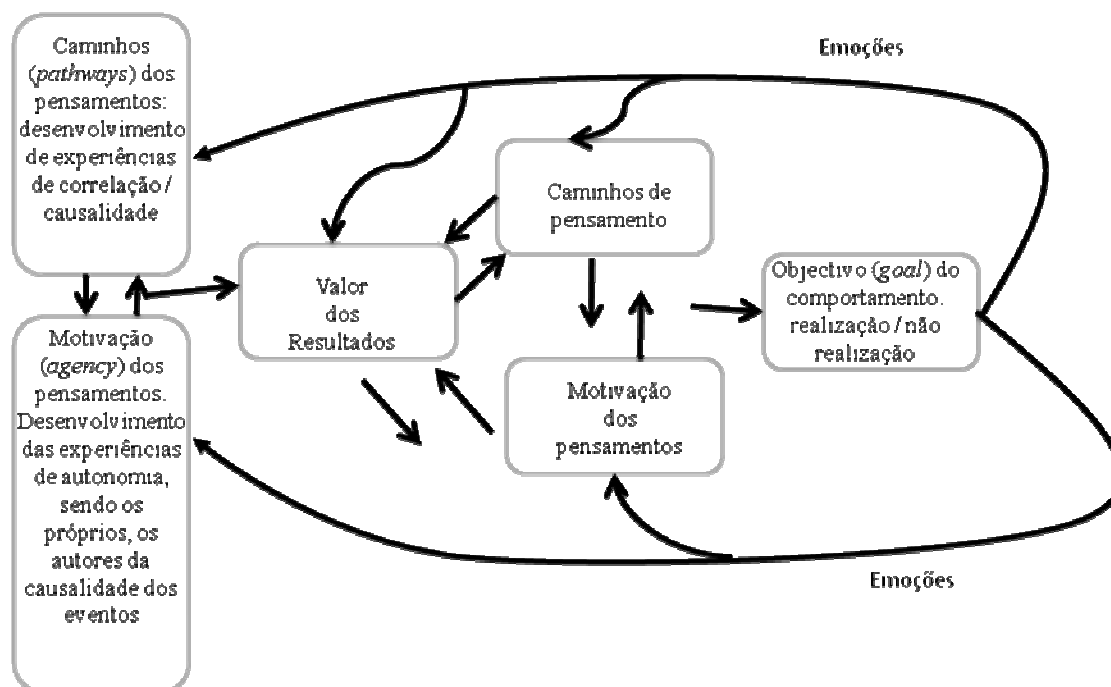 Caminhos
(pathways) dos
pensamentos:
desenvolvimento
de experiências
de correlação /
causalidade
Motivação
(agency) dos
pensamentos.
Desenvolvimento
das experiências
de autonomia,
sendo os
próprios, os
autores da
causalidade dos
eventos
Valor
dos
Resultados
Caminhos de
pensamento
Motivação
dos
pensamentos
Objectivo (goal) do
comportamento.
realização / não
realização
Emoções
Emoções